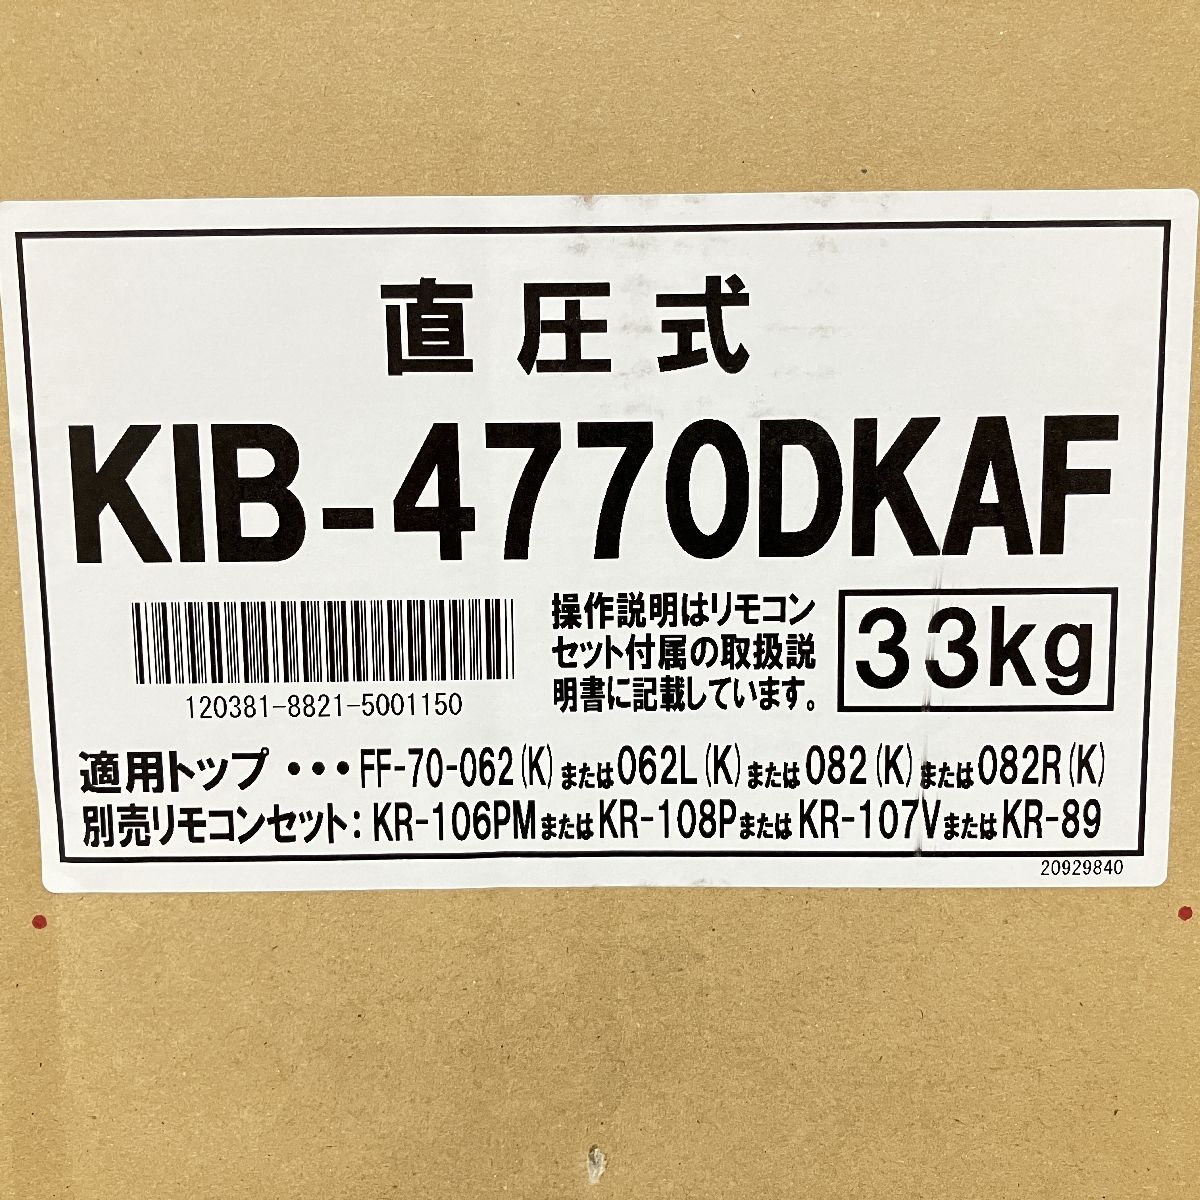 直圧式
KIB-4770DKAF
操作説明はリモコン
セット付属の取扱説
明書に記載しています。
33kg
120381-8821-5001150
適用トップ・・・FF-70-062(K)または062L(K)または082(K)または082R(K)
別売リモコンセット:KR-106PMまたはKR-108PまたはKR-107VまたはKR-89
20929840